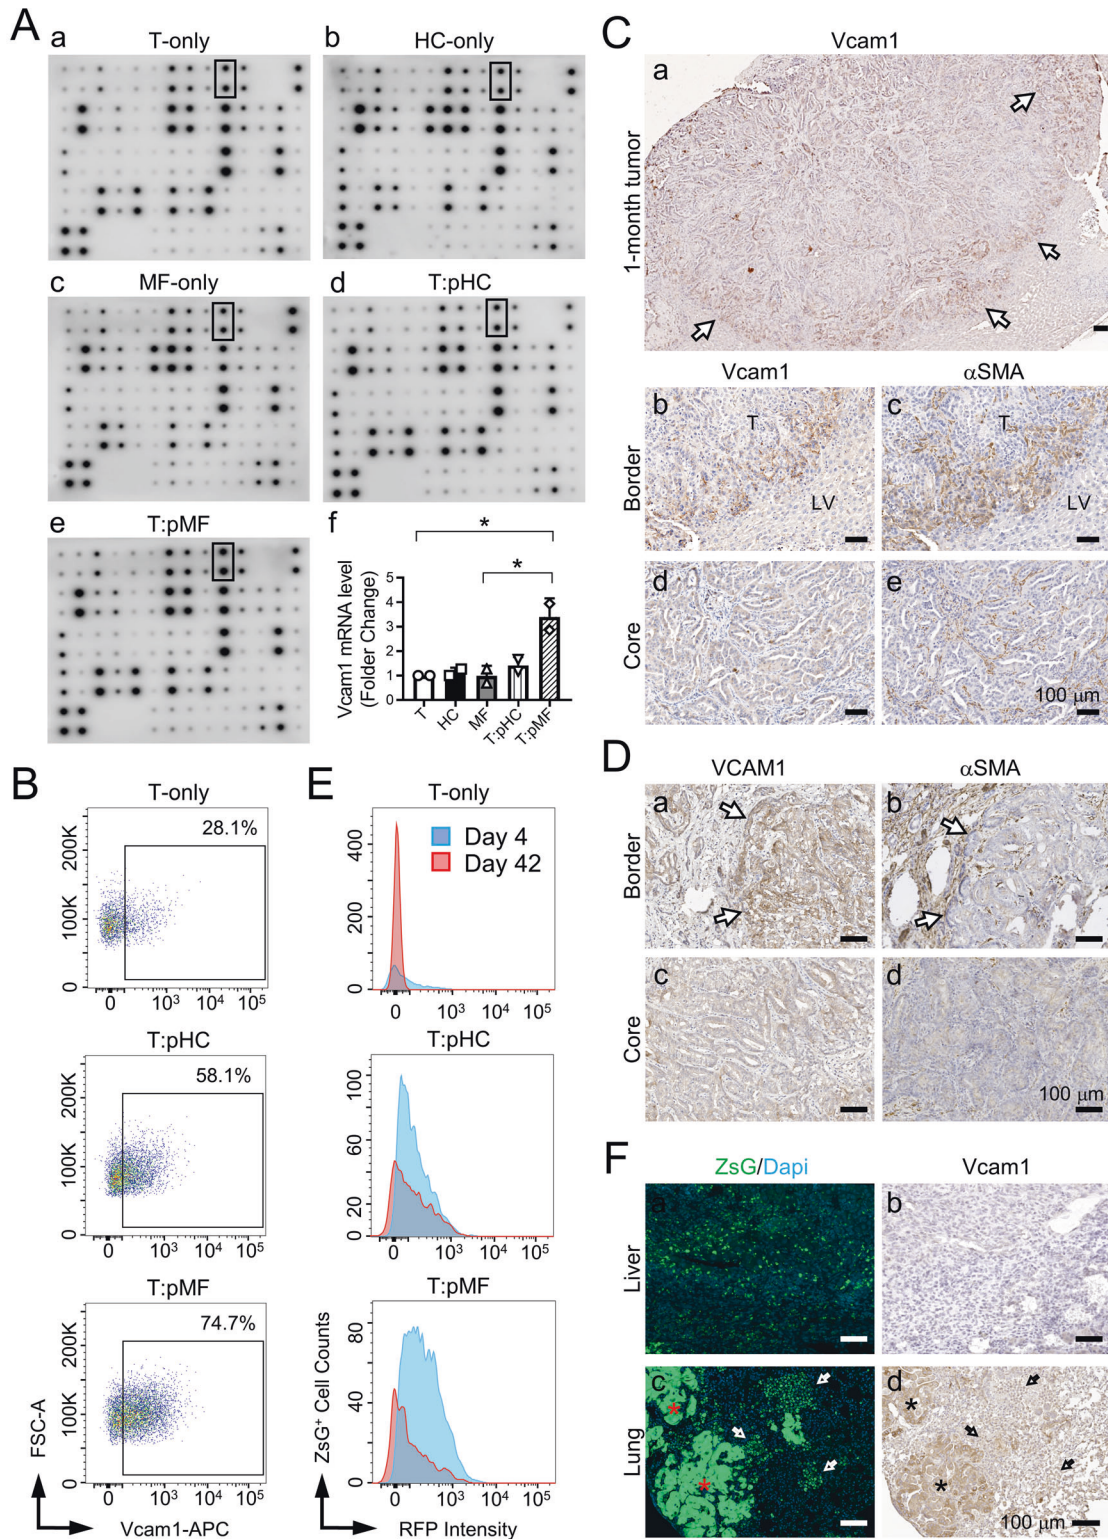 A
a
T-only
b
HC-only
c
MF-only
d
T:pHC
e
T:pMF
f
*
*
Vcam1 mRNA level
(Folder Change)
5
4
3
2
1
0
T
HC
MF
T:pHC
T:pMF
B
T-only
28.1%
200K
100K
0
0
10³
10⁴
10⁵
T:pHC
58.1%
200K
100K
0
0
10³
10⁴
10⁵
T:pMF
74.7%
200K
100K
0
0
10³
10⁴
10⁵
FSC-A
Vcam1-APC
C
Vcam1
a
1-month tumor
Vcam1
αSMA
Border
b
T
LV
c
T
LV
Core
d
e
100 μm
D
VCAM1
αSMA
Border
a
b
Core
c
d
100 μm
E
T-only
Day 4
Day 42
400
200
0
0
10³
10⁴
10⁵
T:pHC
100
60
40
20
0
0
10³
10⁴
10⁵
T:pMF
80
40
0
0
10³
10⁴
10⁵
ZsG⁺ Cell Counts
RFP Intensity
F
ZsG/Dapi
Vcam1
Liver
a
b
Lung
c
*
*
d
*
*
100 μm